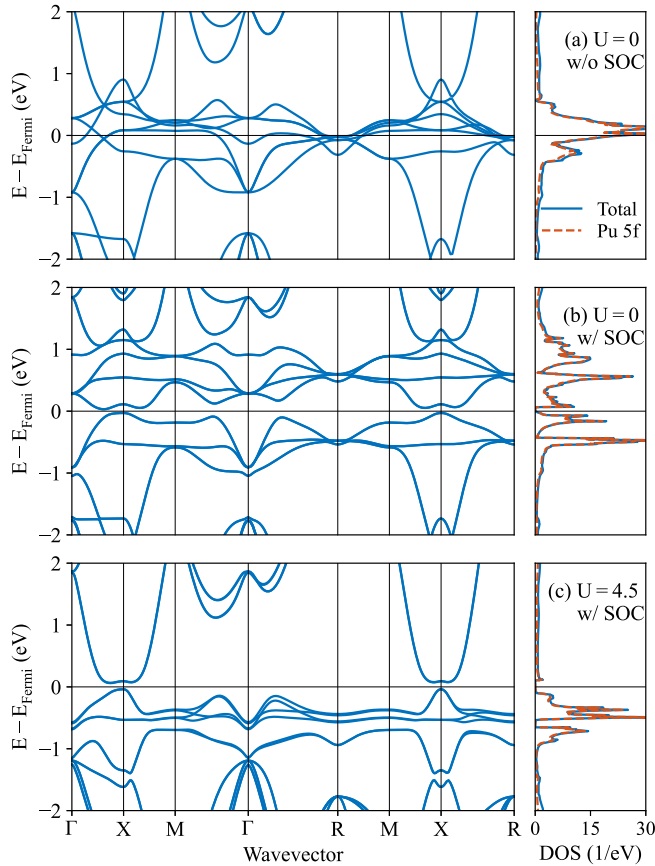 2
1
0
−1
−2
E − E_Fermi (eV)
(a) U = 0
w/o SOC
Total
Pu 5f
2
1
0
−1
−2
E − E_Fermi (eV)
(b) U = 0
w/ SOC
2
1
0
−1
−2
E − E_Fermi (eV)
(c) U = 4.5
w/ SOC
Γ X M Γ R M X R
Wavevector
0 15 30
DOS (1/eV)